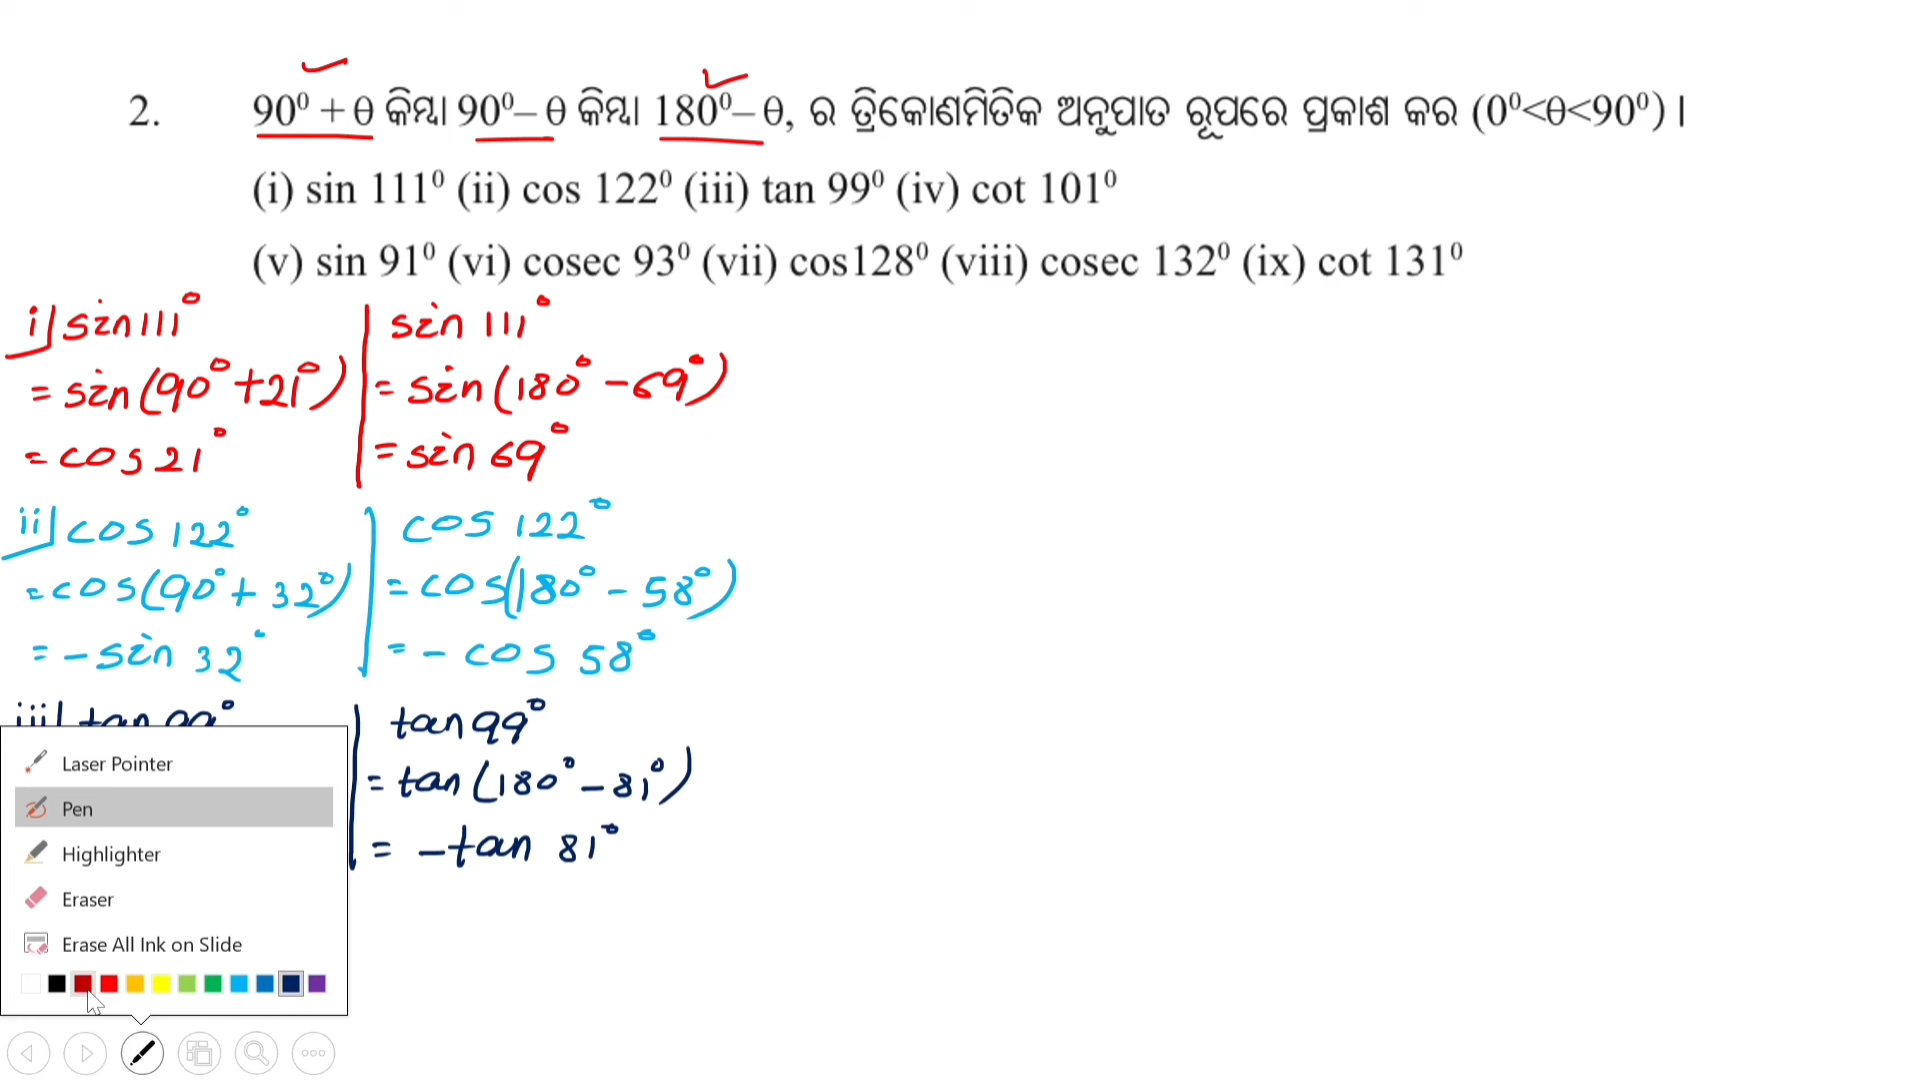 2. 90⁰ + θ କିମ୍ବା 90⁰– θ କିମ୍ବା 180⁰– θ, ର ତ୍ରିକୋଣମିତିକ ଅନୁପାତ ରୂପରେ ପ୍ରକାଶ କର (0⁰<θ<90⁰) ।
(i) sin 111⁰ (ii) cos 122⁰ (iii) tan 99⁰ (iv) cot 101⁰
(v) sin 91⁰ (vi) cosec 93⁰ (vii) cos128⁰ (viii) cosec 132⁰ (ix) cot 131⁰
i) sin 111°
= sin(90° + 21°)
= cos 21°
sin 111°
= sin(180° - 69°)
= sin 69°
ii) cos 122°
= cos(90° + 32°)
= - sin 32°
cos 122°
= cos(180° - 58°)
= - cos 58°
iii) tan 99°
tan 99°
= tan(180° - 81°)
= - tan 81°
Laser Pointer
Pen
Highlighter
Eraser
Erase All Ink on Slide